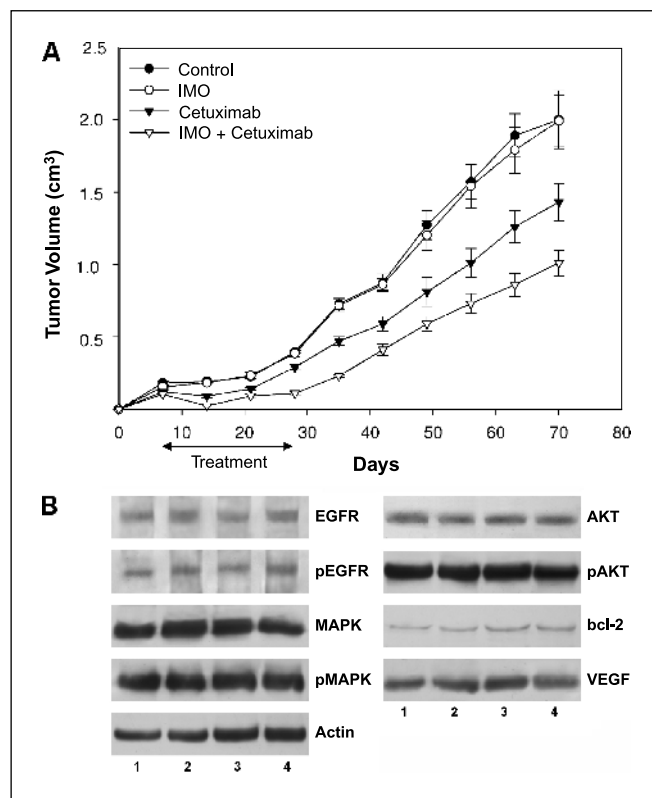 A
2.5
2.0
1.5
1.0
0.5
Tumor Volume (cm³)
Control
IMO
Cetuximab
IMO + Cetuximab
0 10 20 30 40 50 60 70 80
Treatment
Days
B
EGFR
pEGFR
MAPK
pMAPK
Actin
1 2 3 4
AKT
pAKT
bcl-2
VEGF
1 2 3 4